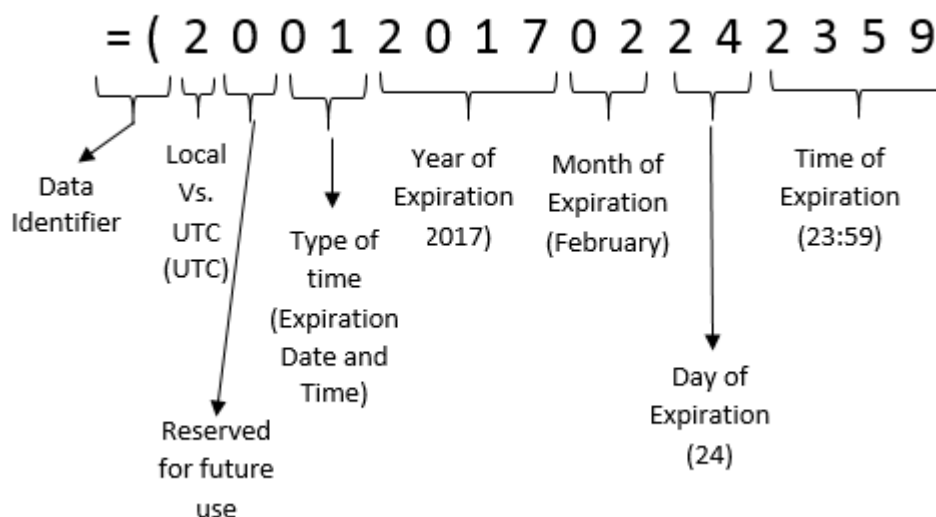 = ( 2 0 0 1 2 0 1 7 0 2 2 4 2 3 5 9
Data
Identifier
Local
Vs.
UTC
(UTC)
Reserved
for future
use
Type of
time
(Expiration
Date and
Time)
Year of
Expiration
2017)
Month of
Expiration
(February)
Day of
Expiration
(24)
Time of
Expiration
(23:59)